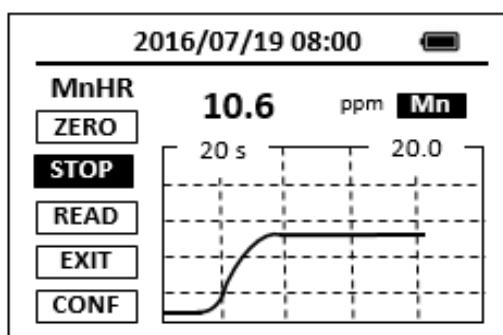 2016/07/19 08:00
MnHR
10.6 ppm Mn
ZERO
20 s 20.0
STOP
READ
EXIT
CONF